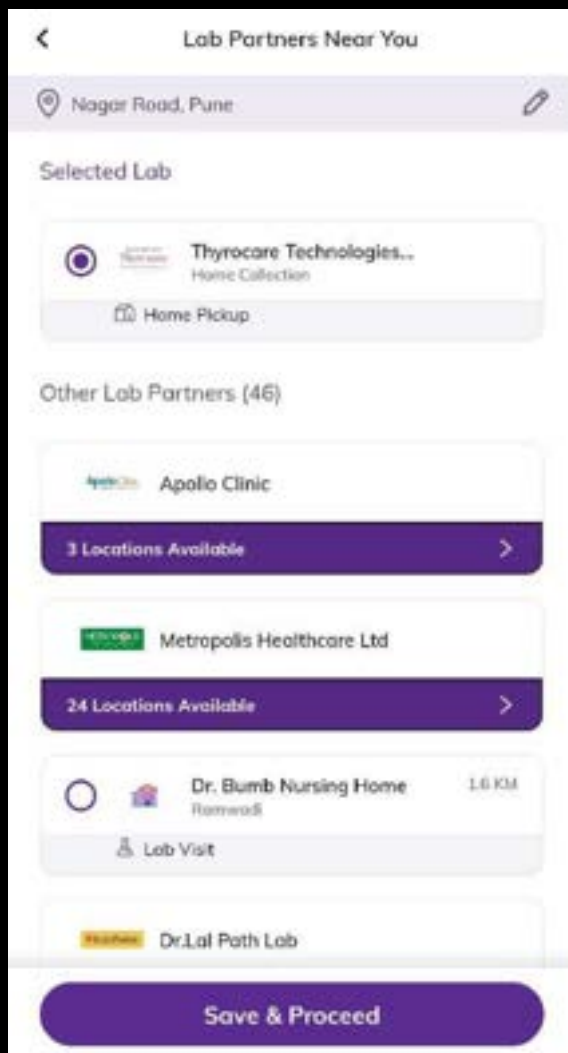 Lab Partners Near You
Nagar Road, Pune
Selected Lab
Thyrocare Technologies...
Home Collection
Home Pickup
Other Lab Partners (46)
Apollo Clinic
3 Locations Available
Metropolis Healthcare Ltd
24 Locations Available
Dr. Bumb Nursing Home
1.6 KM
Ramwadi
Lab Visit
Dr.Lal Path Lab
Save & Proceed